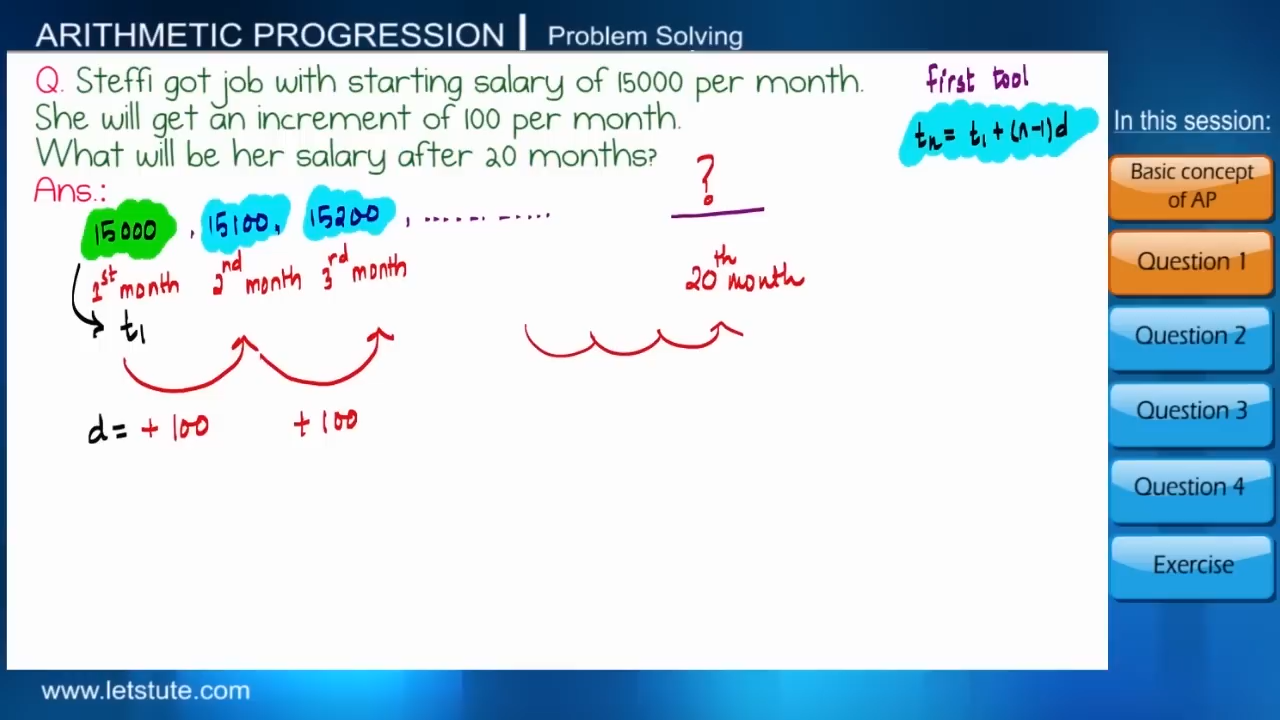 ARITHMETIC PROGRESSION | Problem Solving
Q. Steffi got job with starting salary of 15000 per month.
She will get an increment of 100 per month.
What will be her salary after 20 months?
Ans.:
first tool
tn = t1 + (n-1)d
15000, 15100, 15200, .......... ?
1st month 2nd month 3rd month 20th month
t1
d = + 100 + 100
In this session:
Basic concept
of AP
Question 1
Question 2
Question 3
Question 4
Exercise
www.letstute.com